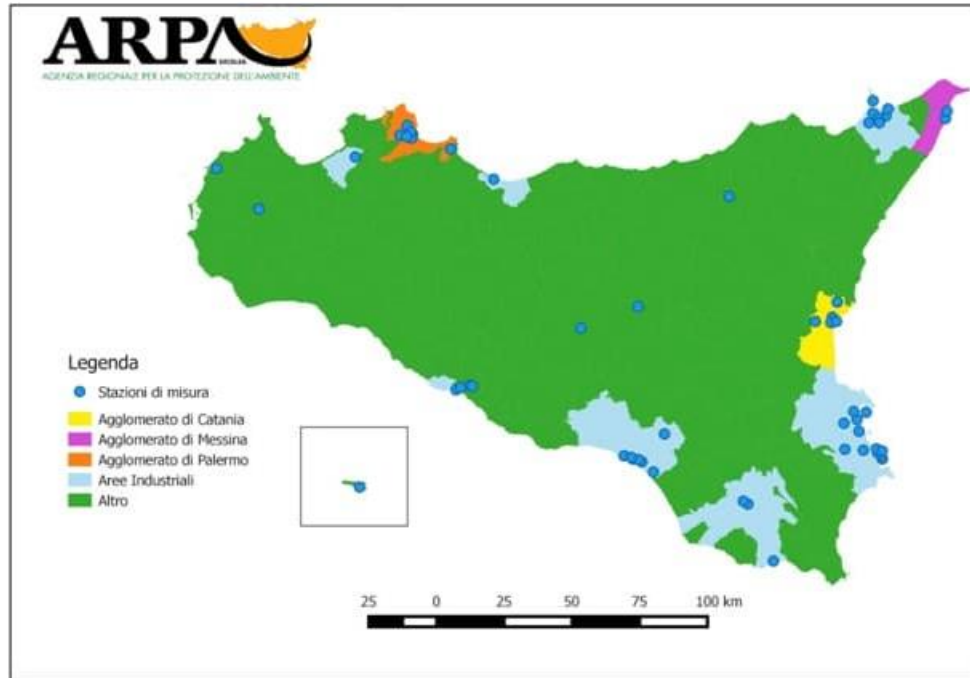 ARPA
SICILIA
AGENZIA REGIONALE PER LA PROTEZIONE DELL'AMBIENTE
Legenda
Stazioni di misura
Agglomerato di Catania
Agglomerato di Messina
Agglomerato di Palermo
Aree Industriali
Altro
25 0 25 50 75 100 km